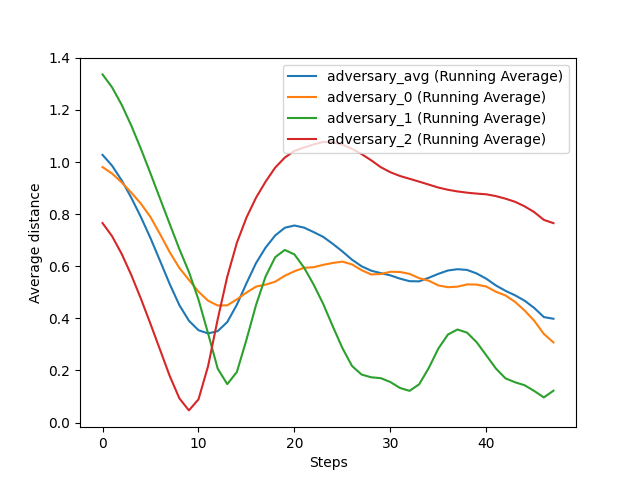 1.4
1.2
1.0
0.8
0.6
0.4
0.2
0.0
Average distance
adversary_avg (Running Average)
adversary_0 (Running Average)
adversary_1 (Running Average)
adversary_2 (Running Average)
0 10 20 30 40
Steps